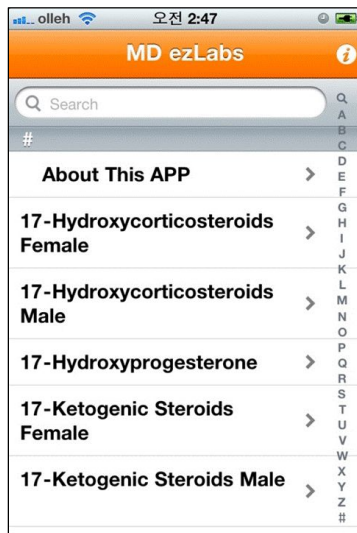 olleh 오전 2:47
MD ezLabs
i
Search
#
About This APP
17-Hydroxycorticosteroids
Female
17-Hydroxycorticosteroids
Male
17-Hydroxyprogesterone
17-Ketogenic Steroids
Female
17-Ketogenic Steroids Male
A
B
C
D
E
F
G
H
I
J
K
L
M
N
O
P
Q
R
S
T
U
V
W
X
Y
Z
#